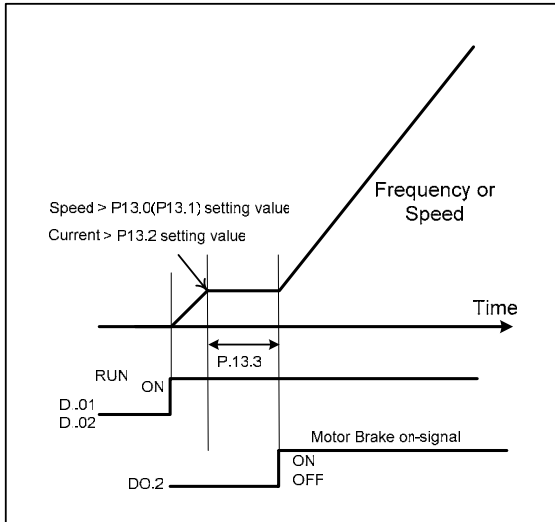 Speed > P13.0(P13.1) setting value
Current > P13.2 setting value
Frequency or
Speed
Time
P.13.3
RUN
ON
D.01
D.02
Motor Brake on-signal
ON
OFF
DO.2